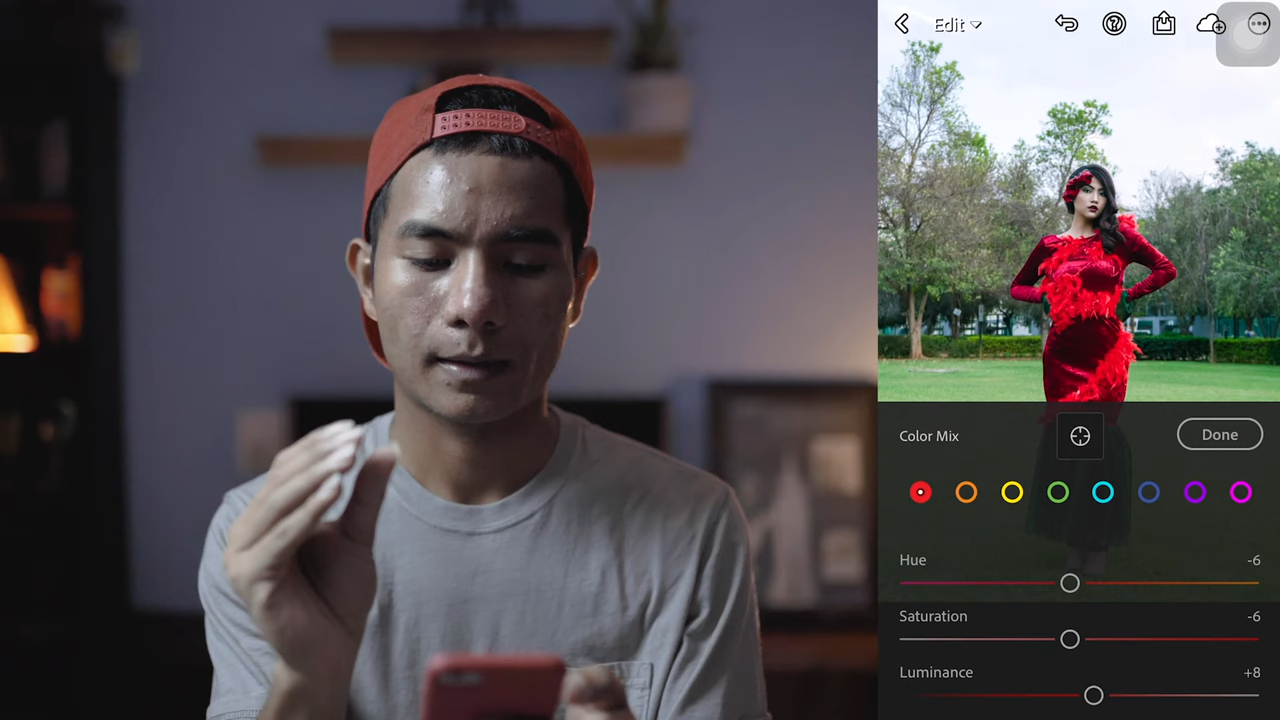 Edit
Color Mix
Done
Hue
-6
Saturation
-6
Luminance
+8